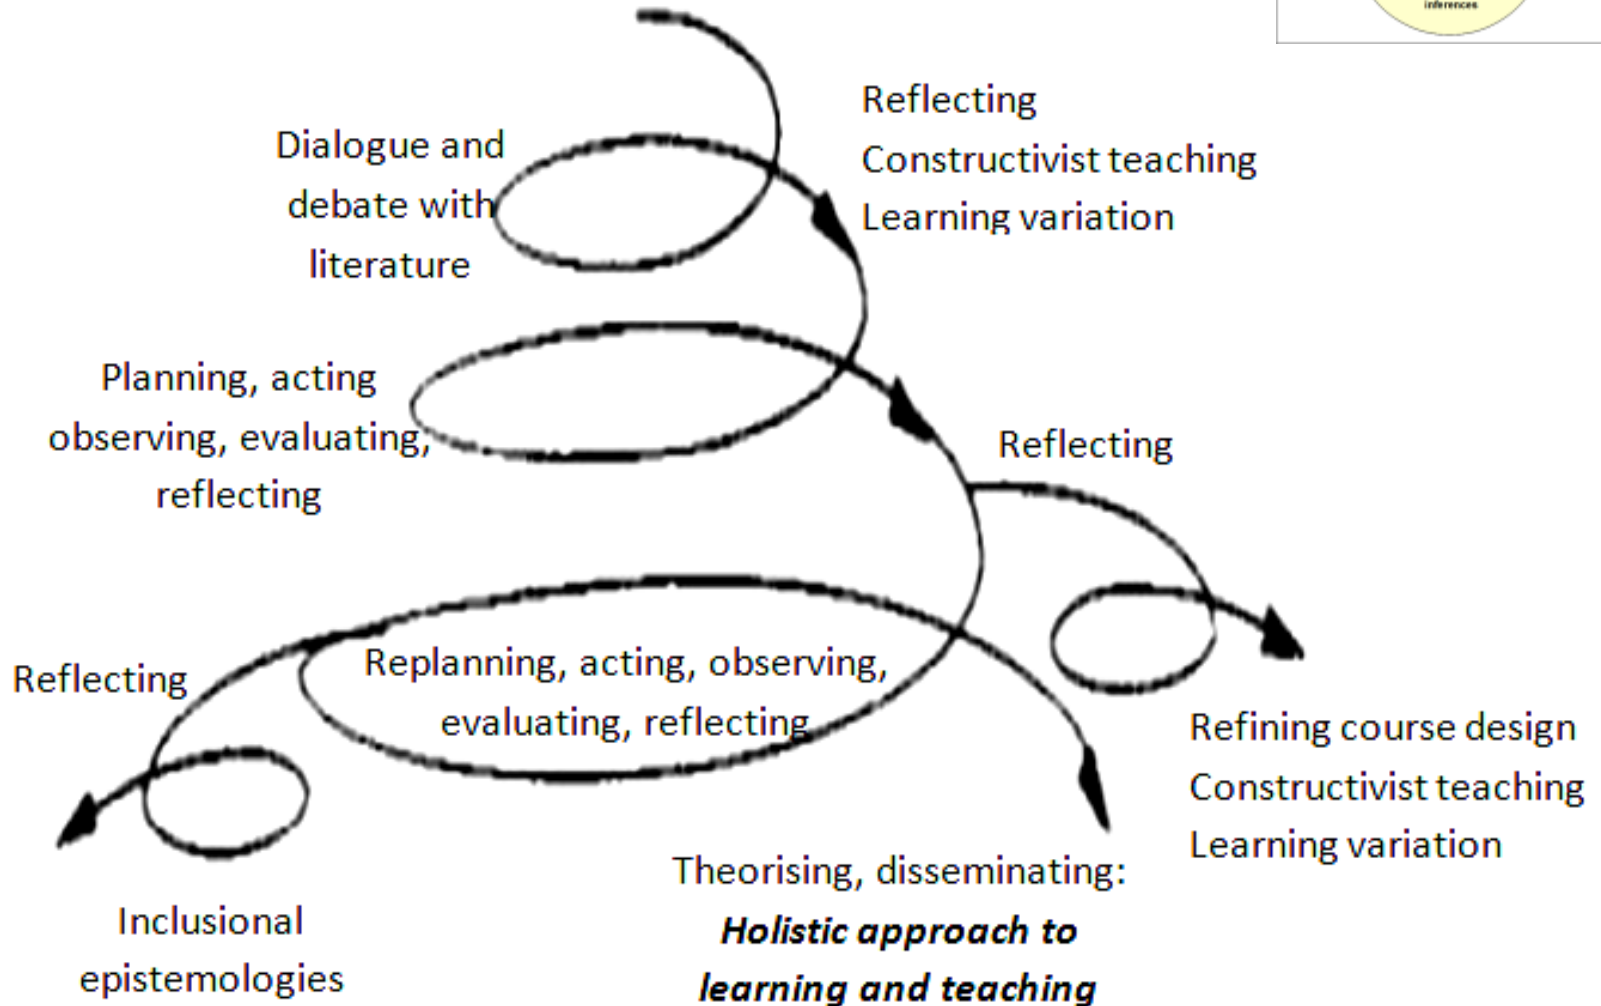 inferences
Reflecting
Constructivist teaching
Learning variation
Dialogue and
debate with
literature
Planning, acting
observing, evaluating,
reflecting
Reflecting
Replanning, acting, observing,
evaluating, reflecting
Reflecting
Refining course design
Constructivist teaching
Learning variation
Theorising, disseminating:
Holistic approach to
learning and teaching
Inclusional
epistemologies